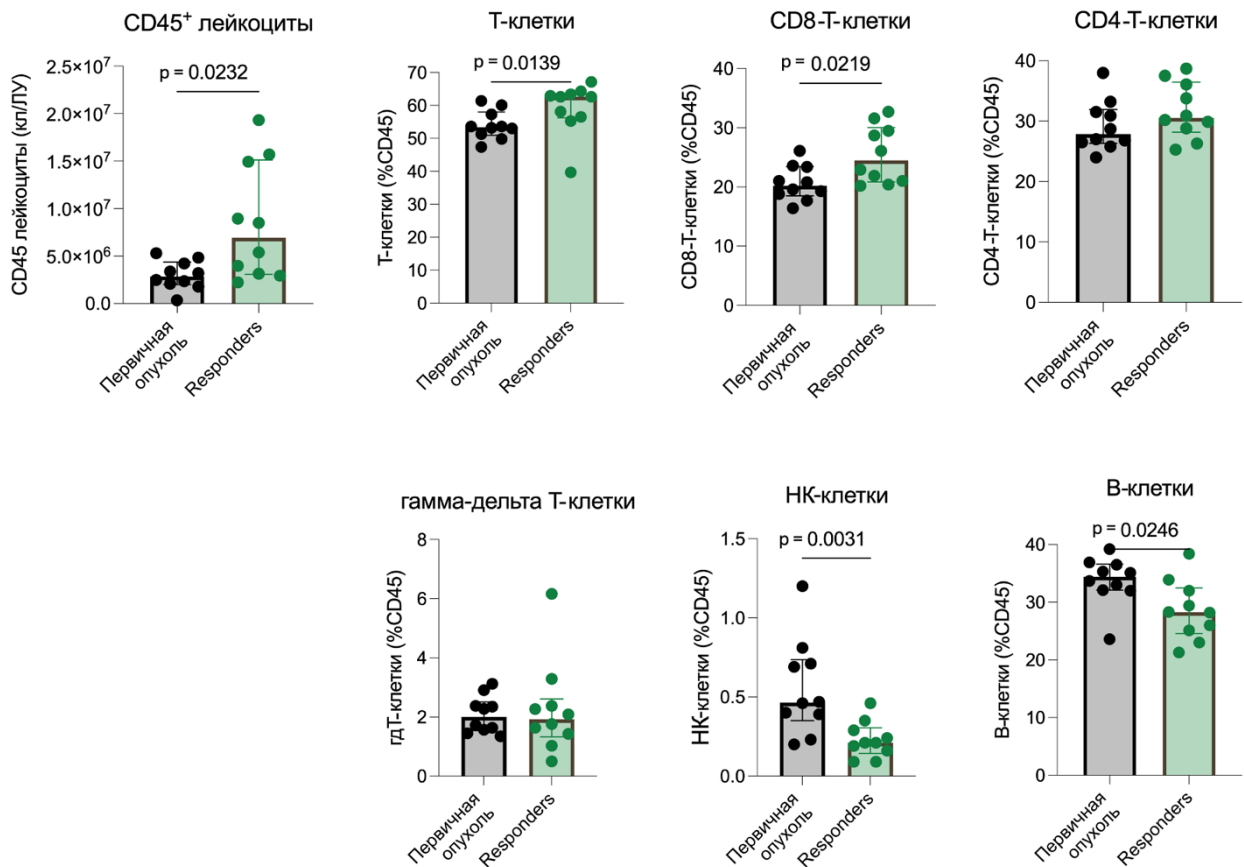 CD45⁺ лейкоциты
CD45 лейкоциты (кл/ЛУ)
2.5×10⁷
2.0×10⁷
1.5×10⁷
1.0×10⁷
5.0×10⁶
0.0
p = 0.0232
Первичная
опухоль
Responders
Т-клетки
Т-клетки (%CD45)
70
60
50
40
30
20
10
0
p = 0.0139
Первичная
опухоль
Responders
CD8-Т-клетки
CD8-Т-клетки (%CD45)
40
30
20
10
0
p = 0.0219
Первичная
опухоль
Responders
CD4-Т-клетки
CD4-Т-клетки (%CD45)
40
30
20
10
0
Первичная
опухоль
Responders
гамма-дельта Т-клетки
гдТ-клетки (%CD45)
8
6
4
2
0
Первичная
опухоль
Responders
НК-клетки
НК-клетки (%CD45)
1.5
1.0
0.5
0.0
p = 0.0031
Первичная
опухоль
Responders
В-клетки
В-клетки (%CD45)
40
30
20
10
0
p = 0.0246
Первичная
опухоль
Responders